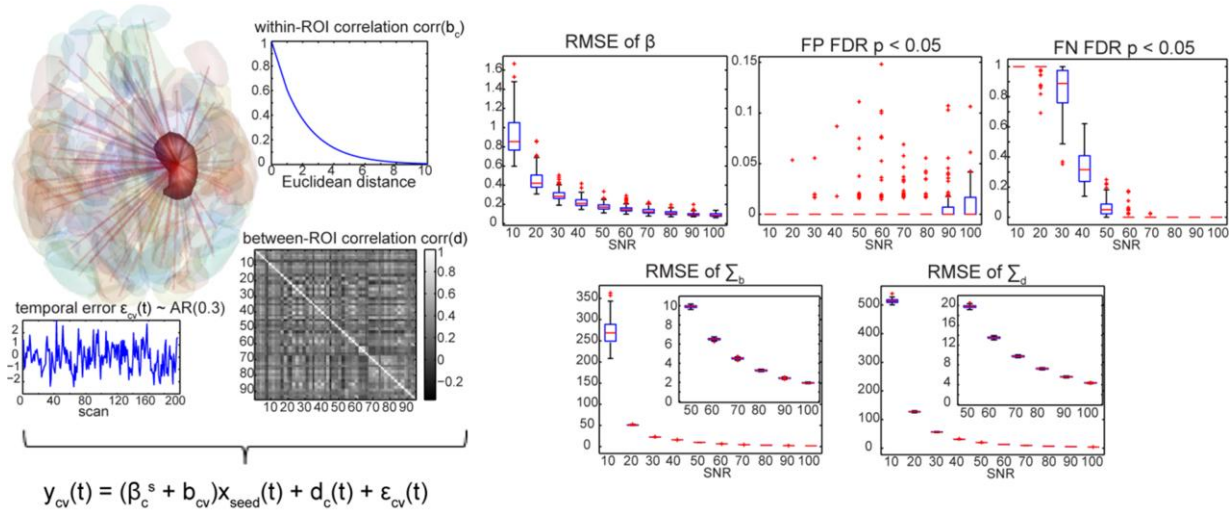 within-ROI correlation corr(b_c)
1
0.8
0.6
0.4
0.2
0
0 2 4 6 8 10
Euclidean distance
between-ROI correlation corr(d)
10
20
30
40
50
60
70
80
90
10 20 30 40 50 60 70 80 90
1
0.8
0.6
0.4
0.2
0
-0.2
temporal error ε_cv(t) ~ AR(0.3)
2
1
0
-1
-2
0 40 80 120 160 200
scan
y_cv(t) = (β_c^s + b_cv)x_seed(t) + d_c(t) + ε_cv(t)
RMSE of β
1.6
1.4
1.2
1
0.8
0.6
0.4
0.2
0
10 20 30 40 50 60 70 80 90 100
SNR
FP FDR p < 0.05
0.15
0.1
0.05
0
10 20 30 40 50 60 70 80 90 100
SNR
FN FDR p < 0.05
1
0.8
0.6
0.4
0.2
0
10 20 30 40 50 60 70 80 90 100
SNR
RMSE of Σ_b
350
300
250
200
150
100
50
0
10 20 30 40 50 60 70 80 90 100
SNR
10
8
6
4
2
0
50 60 70 80 90 100
RMSE of Σ_d
500
400
300
200
100
0
10 20 30 40 50 60 70 80 90 100
SNR
20
16
12
8
4
0
50 60 70 80 90 100